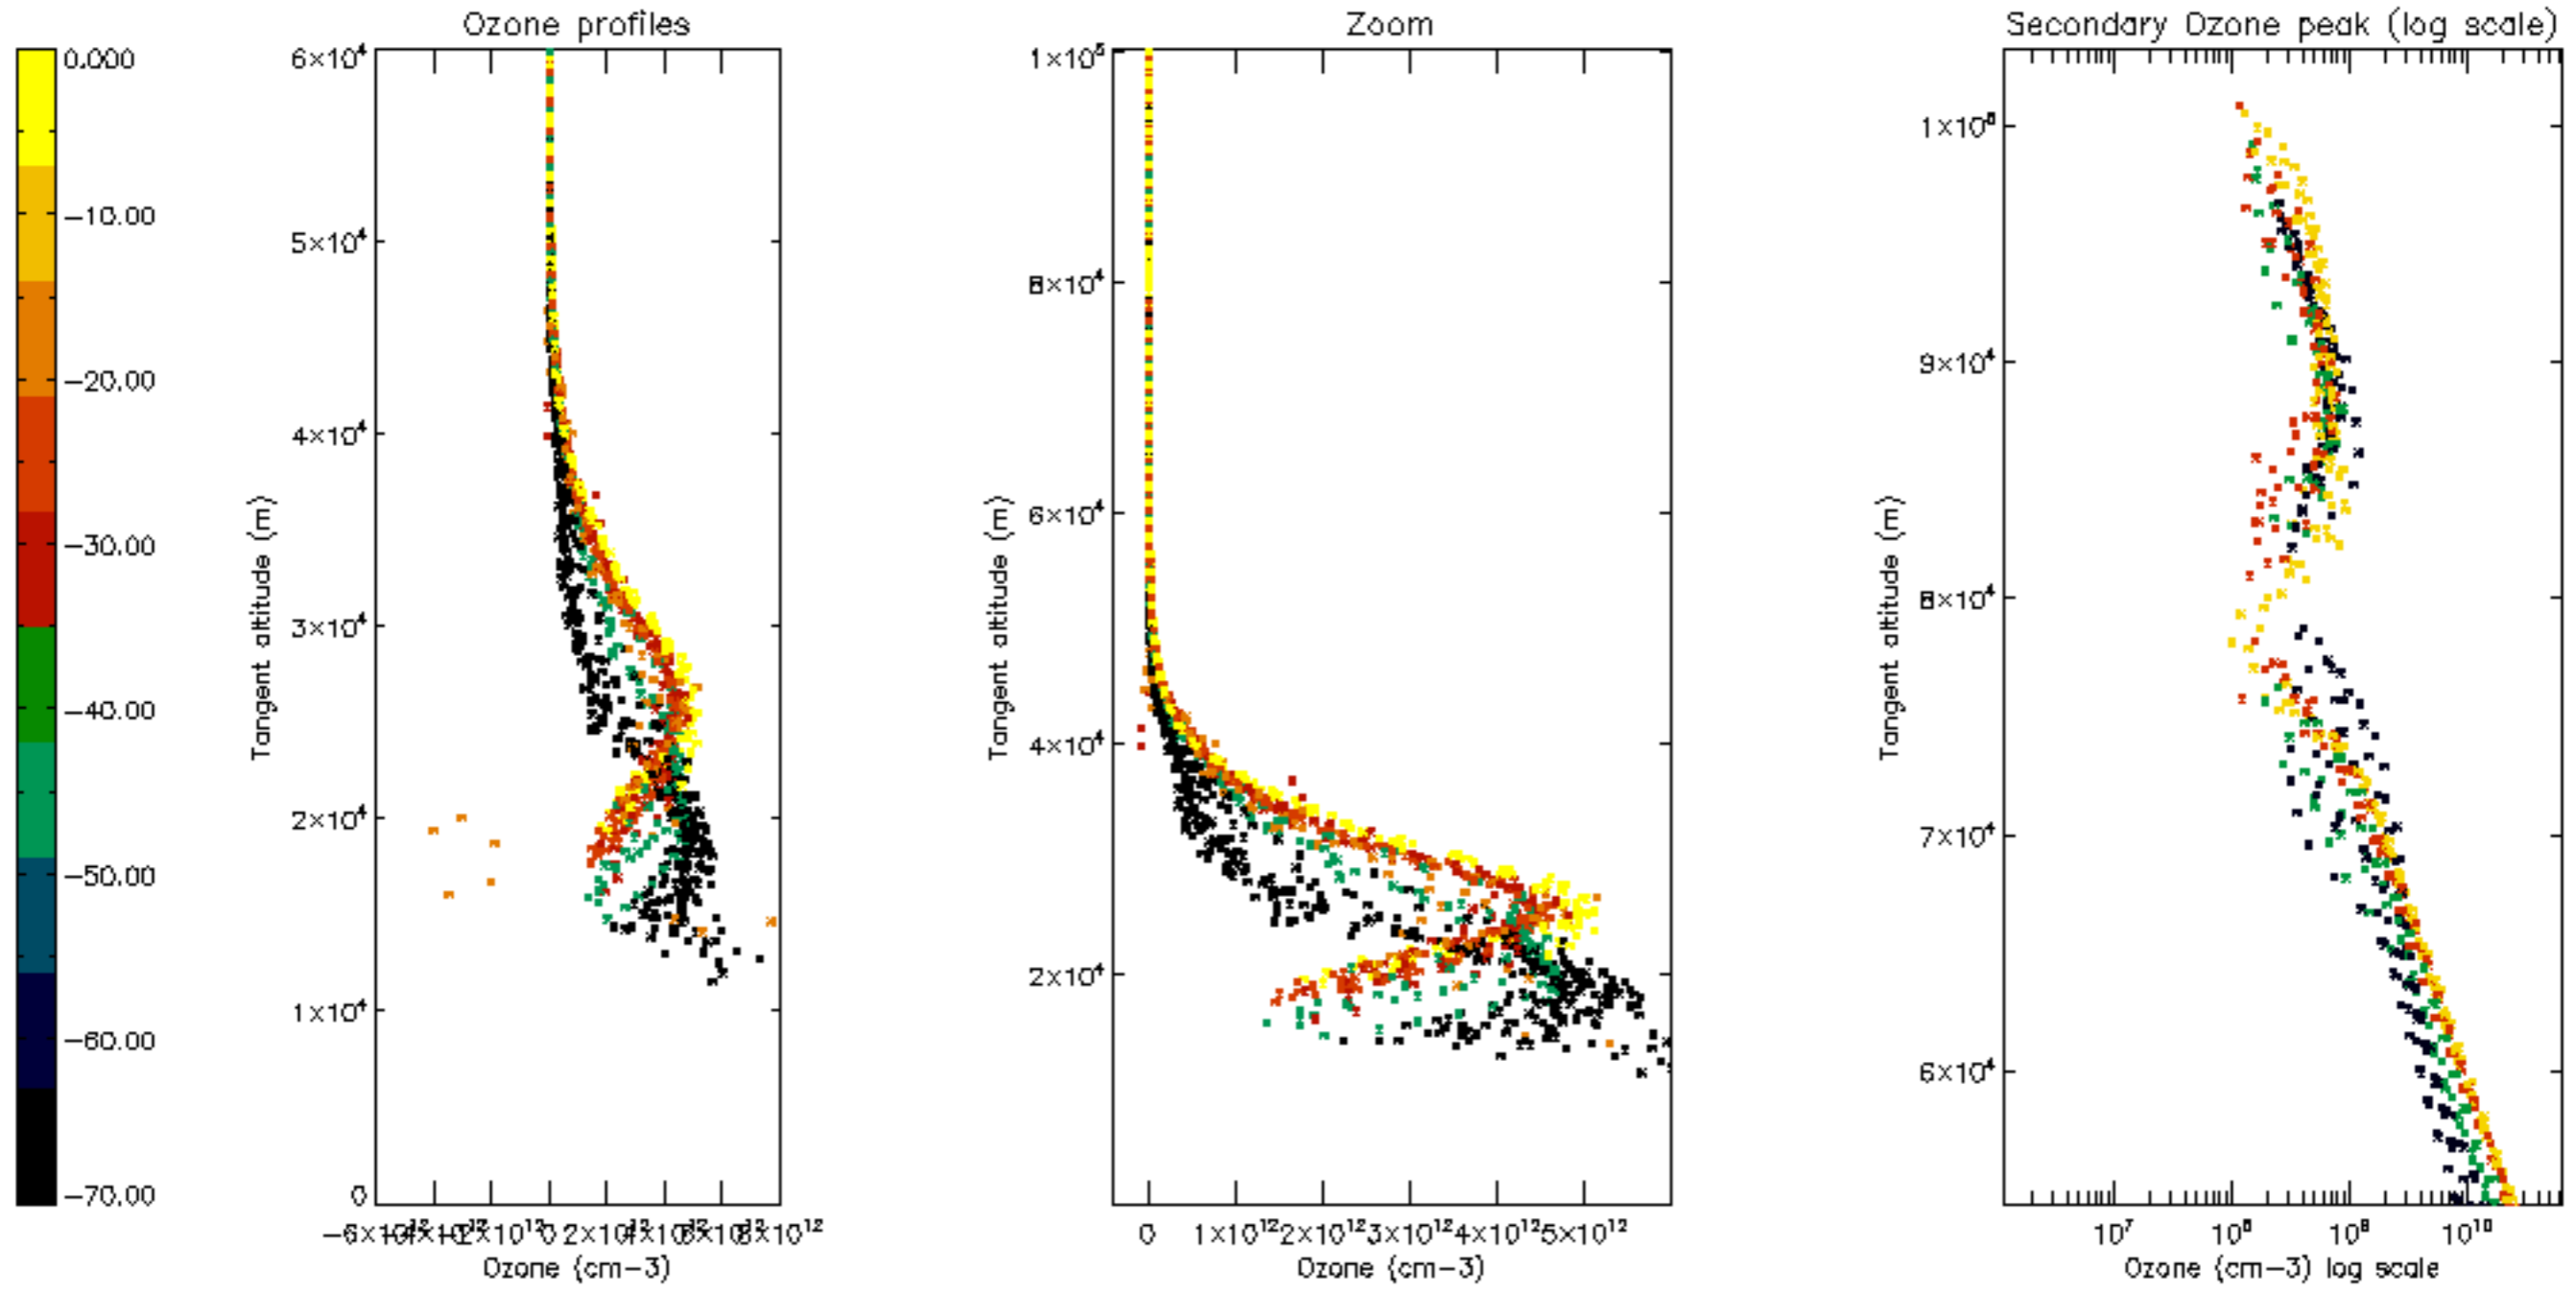 Ozone profiles
Zoom
Secondary Ozone peak (log scale)
0.000
−10.00
−20.00
−30.00
−40.00
−50.00
−60.00
−70.00
6×10⁴
5×10⁴
4×10⁴
3×10⁴
2×10⁴
1×10⁴
0
Tangent altitude (m)
Ozone (cm−3)
1×10⁵
8×10⁴
6×10⁴
4×10⁴
2×10⁴
Tangent altitude (m)
0 1×10¹² 2×10¹² 3×10¹² 4×10¹² 5×10¹²
Ozone (cm−3)
1×10⁵
9×10⁴
8×10⁴
7×10⁴
6×10⁴
Tangent altitude (m)
10⁷ 10⁸ 10⁹ 10¹⁰
Ozone (cm−3) log scale